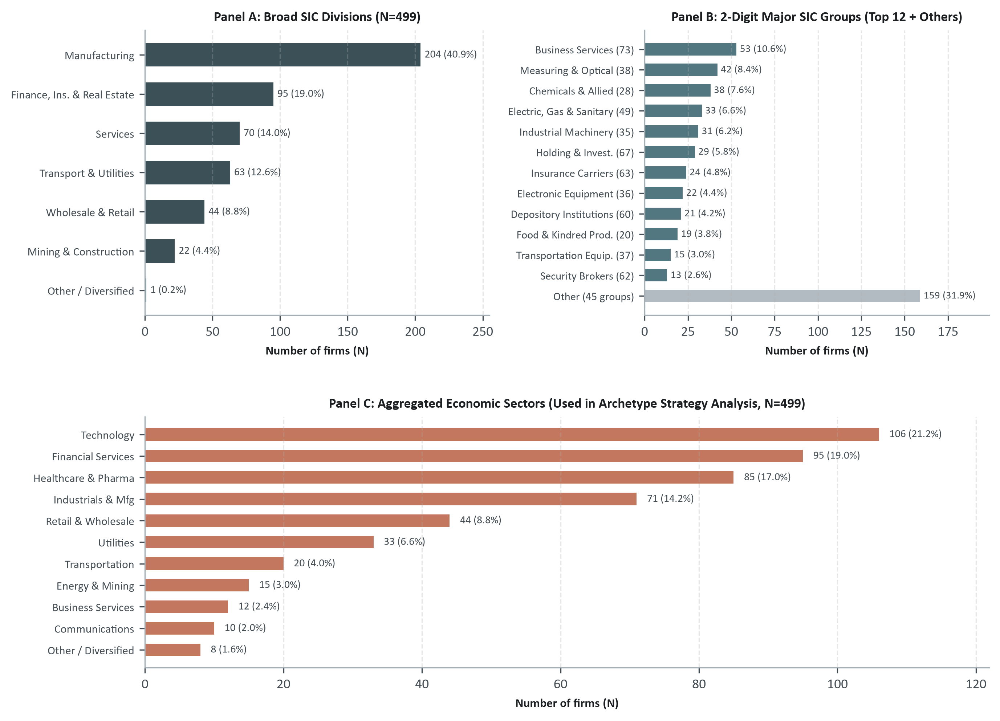 Panel A: Broad SIC Divisions (N=499)
Manufacturing 204 (40.9%)
Finance, Ins. & Real Estate 95 (19.0%)
Services 70 (14.0%)
Transport & Utilities 63 (12.6%)
Wholesale & Retail 44 (8.8%)
Mining & Construction 22 (4.4%)
Other / Diversified 1 (0.2%)
0 50 100 150 200 250
Number of firms (N)
Panel B: 2-Digit Major SIC Groups (Top 12 + Others)
Business Services (73) 53 (10.6%)
Measuring & Optical (38) 42 (8.4%)
Chemicals & Allied (28) 38 (7.6%)
Electric, Gas & Sanitary (49) 33 (6.6%)
Industrial Machinery (35) 31 (6.2%)
Holding & Invest. (67) 29 (5.8%)
Insurance Carriers (63) 24 (4.8%)
Electronic Equipment (36) 22 (4.4%)
Depository Institutions (60) 21 (4.2%)
Food & Kindred Prod. (20) 19 (3.8%)
Transportation Equip. (37) 15 (3.0%)
Security Brokers (62) 13 (2.6%)
Other (45 groups) 159 (31.9%)
0 25 50 75 100 125 150 175
Number of firms (N)
Panel C: Aggregated Economic Sectors (Used in Archetype Strategy Analysis, N=499)
Technology 106 (21.2%)
Financial Services 95 (19.0%)
Healthcare & Pharma 85 (17.0%)
Industrials & Mfg 71 (14.2%)
Retail & Wholesale 44 (8.8%)
Utilities 33 (6.6%)
Transportation 20 (4.0%)
Energy & Mining 15 (3.0%)
Business Services 12 (2.4%)
Communications 10 (2.0%)
Other / Diversified 8 (1.6%)
0 20 40 60 80 100 120
Number of firms (N)